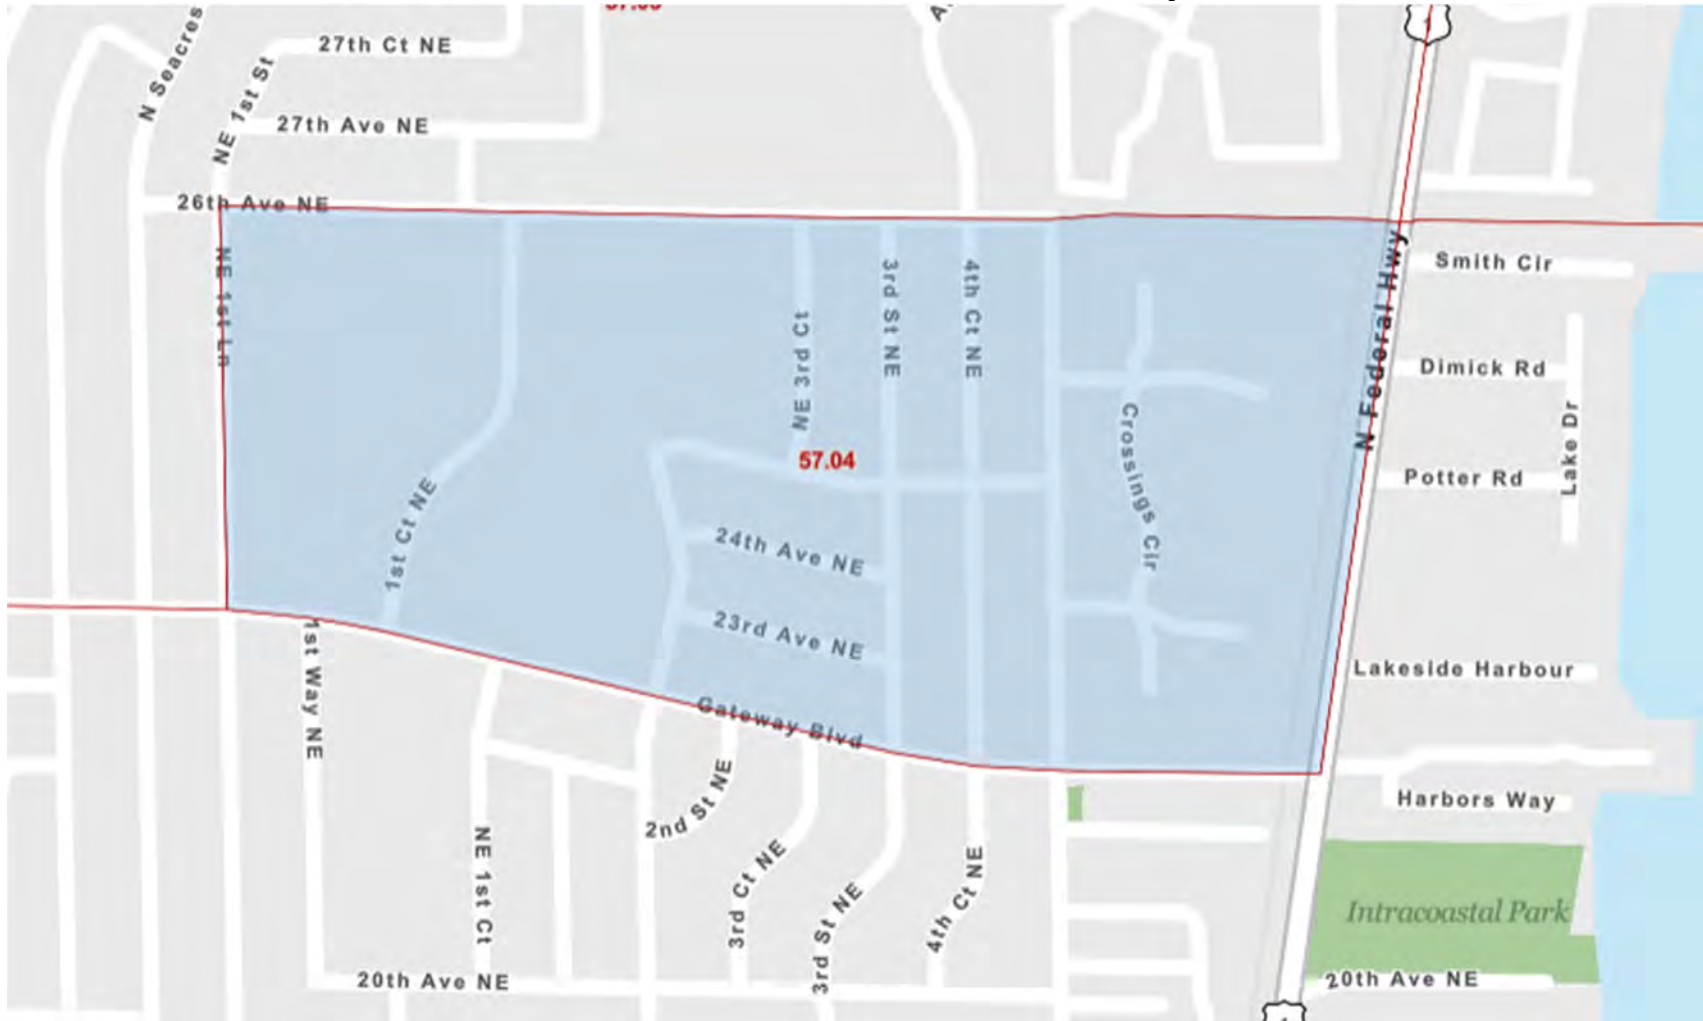 27th Ct NE
N Seacres
NE 1st St
27th Ave NE
26th Ave NE
NE 1st Ln
Smith Cir
N Federal Hwy
3rd St NE
4th Ct NE
NE 3rd Ct
Dimick Rd
Lake Dr
Crossings Cir
57.04
Potter Rd
1st Ct NE
24th Ave NE
23rd Ave NE
1st Way NE
Lakeside Harbour
Gateway Blvd
2nd St NE
Harbors Way
NE 1st Ct
3rd Ct NE
3rd St NE
4th Ct NE
Intracoastal Park
20th Ave NE
20th Ave NE